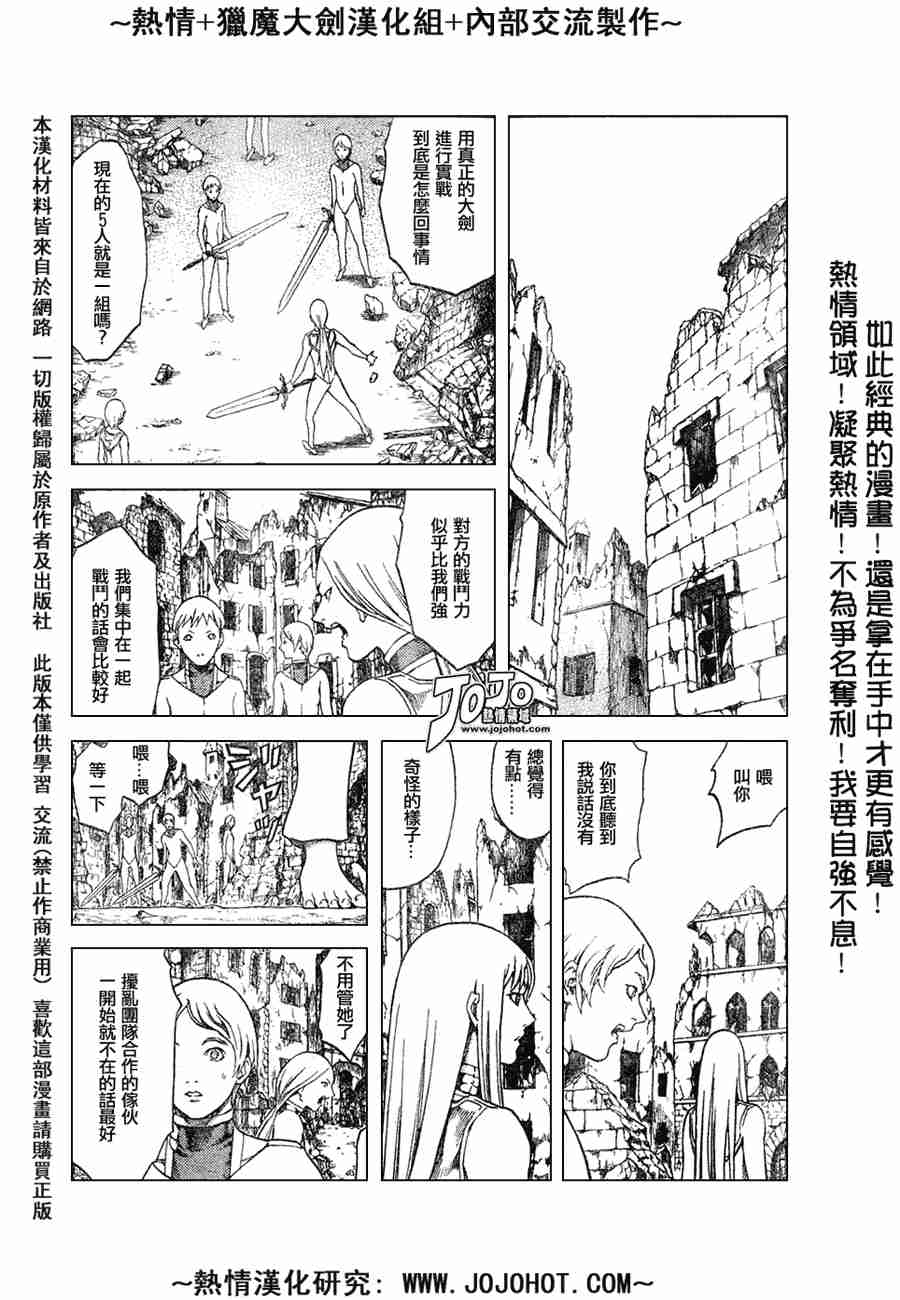 ~熱情+獵魔大劍漢化組+內部交流製作~
如此經典的漫畫！還是拿在手中才更有感覺！
熱情領域！凝聚熱情！不為爭名奪利！我要自強不息！
用真正的大劍
進行實戰
到底是怎麼回事情
現在的5人就是一組嗎？
對方的戰鬥力
似乎比我們強
我們集中在一起
戰鬥的話會比較好
JOJO
熱情領域
www.jojohot.com
喂
叫你
你到底聽到
我說話沒有
總覺得
有點……
奇怪的樣子…
喂…喂
等一下
ジャッ
不用管她了
擾亂團隊合作的傢伙
一開始就不在的話最好
本漢化材料皆來自於網路 一切版權歸屬於原作者及出版社 此版本僅供學習 交流(禁止作商業用) 喜歡這部漫畫請購買正版
~熱情漢化研究: WWW.JOJOHOT.COM~